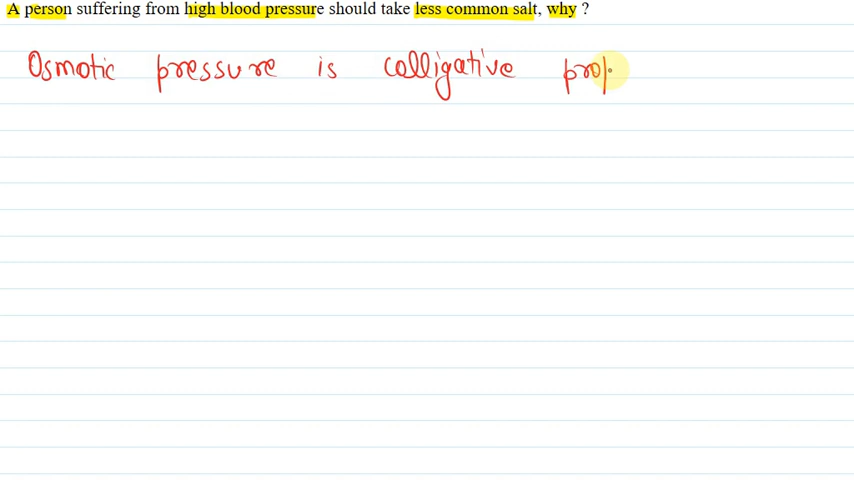 A person suffering from high blood pressure should take less common salt, why ?
Osmotic pressure is colligative prop